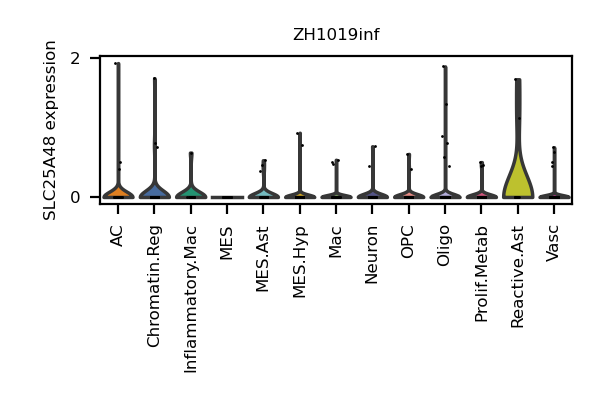 ZH1019inf
SLC25A48 expression
2
0
AC
Chromatin.Reg
Inflammatory.Mac
MES
MES.Ast
MES.Hyp
Mac
Neuron
OPC
Oligo
Prolif.Metab
Reactive.Ast
Vasc